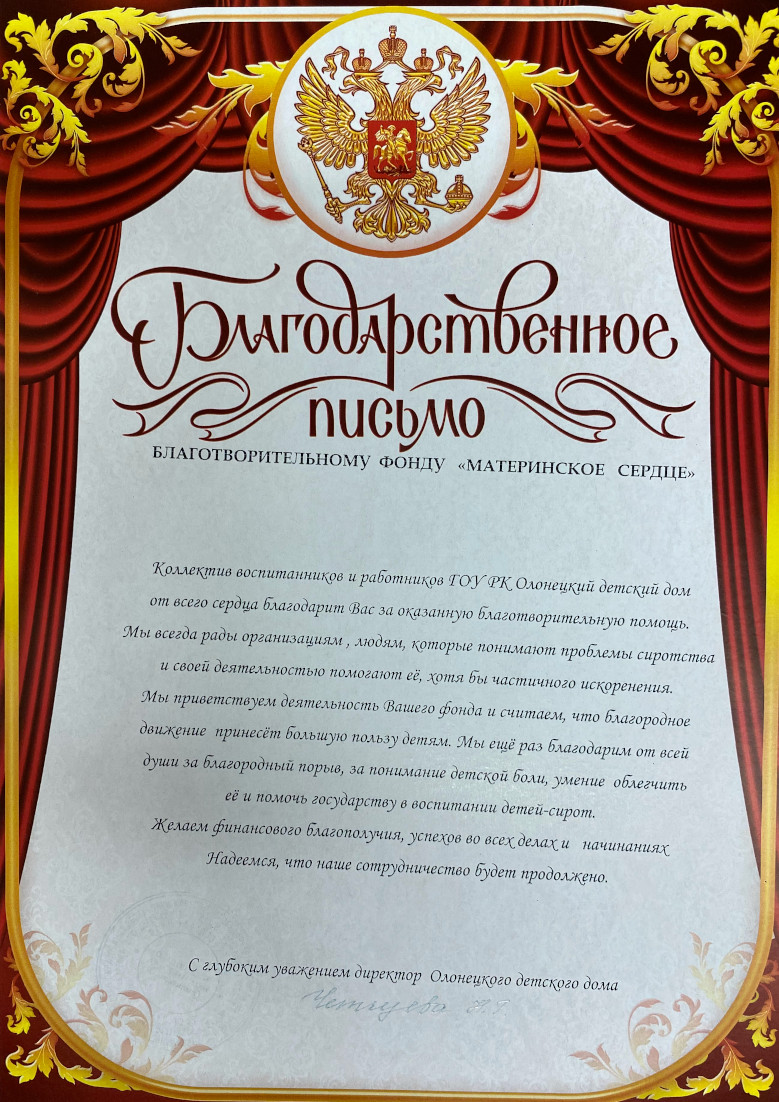 Благодарственное
письмо
БЛАГОТВОРИТЕЛЬНОМУ ФОНДУ «МАТЕРИНСКОЕ СЕРДЦЕ»
Коллектив воспитанников и работников ГОУ РК Олонецкий детский дом
от всего сердца благодарит Вас за оказанную благотворительную помощь.
Мы всегда рады организациям , людям, которые понимают проблемы сиротства
и своей деятельностью помогают её, хотя бы частичного искоренения.
Мы приветствуем деятельность Вашего фонда и считаем, что благородное
движение принесёт большую пользу детям. Мы ещё раз благодарим от всей
души за благородный порыв, за понимание детской боли, умение облегчить
её и помочь государству в воспитании детей-сирот.
Желаем финансового благополучия, успехов во всех делах и начинаниях
Надеемся, что наше сотрудничество будет продолжено.
С глубоким уважением директор Олонецкого детского дома